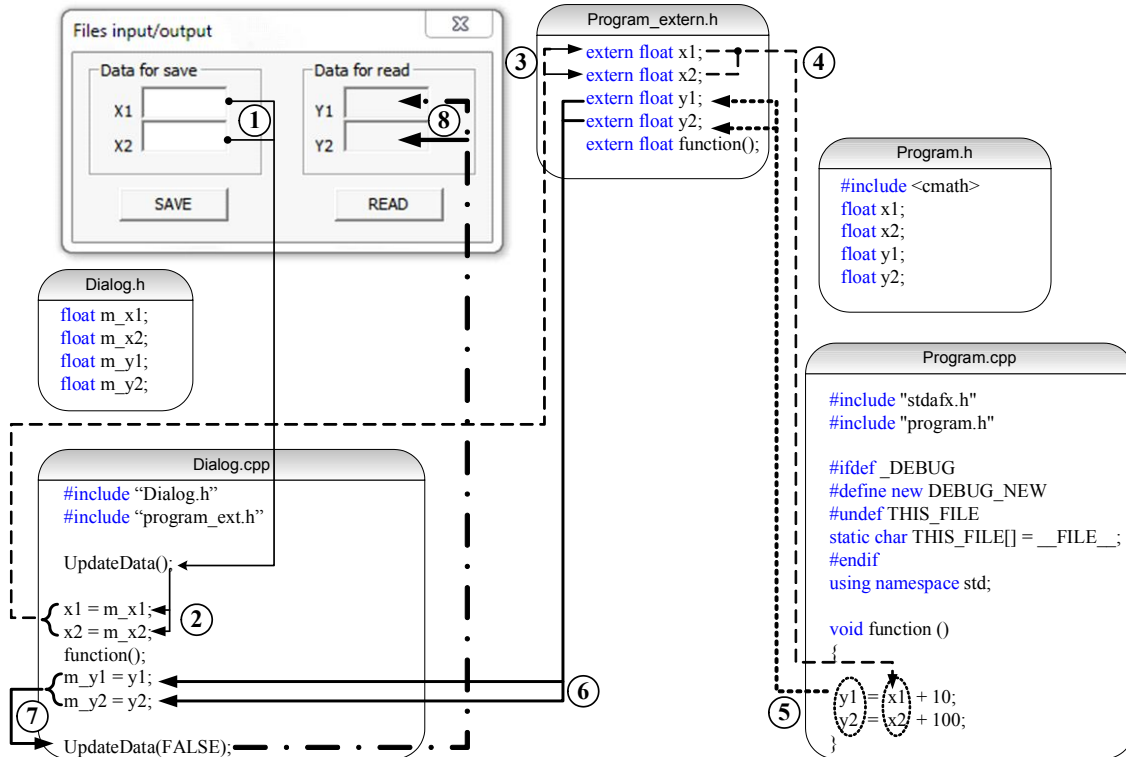 Files input/output
Data for save
X1
X2
SAVE
Data for read
Y1
Y2
READ
1
8
Program_extern.h
extern float x1;
extern float x2;
extern float y1;
extern float y2;
extern float function();
3
4
Program.h
#include <cmath>
float x1;
float x2;
float y1;
float y2;
Dialog.h
float m_x1;
float m_x2;
float m_y1;
float m_y2;
Dialog.cpp
#include “Dialog.h”
#include “program_ext.h”
UpdateData();
x1 = m_x1;
x2 = m_x2;
function();
m_y1 = y1;
m_y2 = y2;
UpdateData(FALSE);
2
6
7
Program.cpp
#include "stdafx.h"
#include "program.h"
#ifdef _DEBUG
#define new DEBUG_NEW
#undef THIS_FILE
static char THIS_FILE[] = __FILE__;
#endif
using namespace std;
void function ()
{
y1 = x1 + 10;
y2 = x2 + 100;
}
5